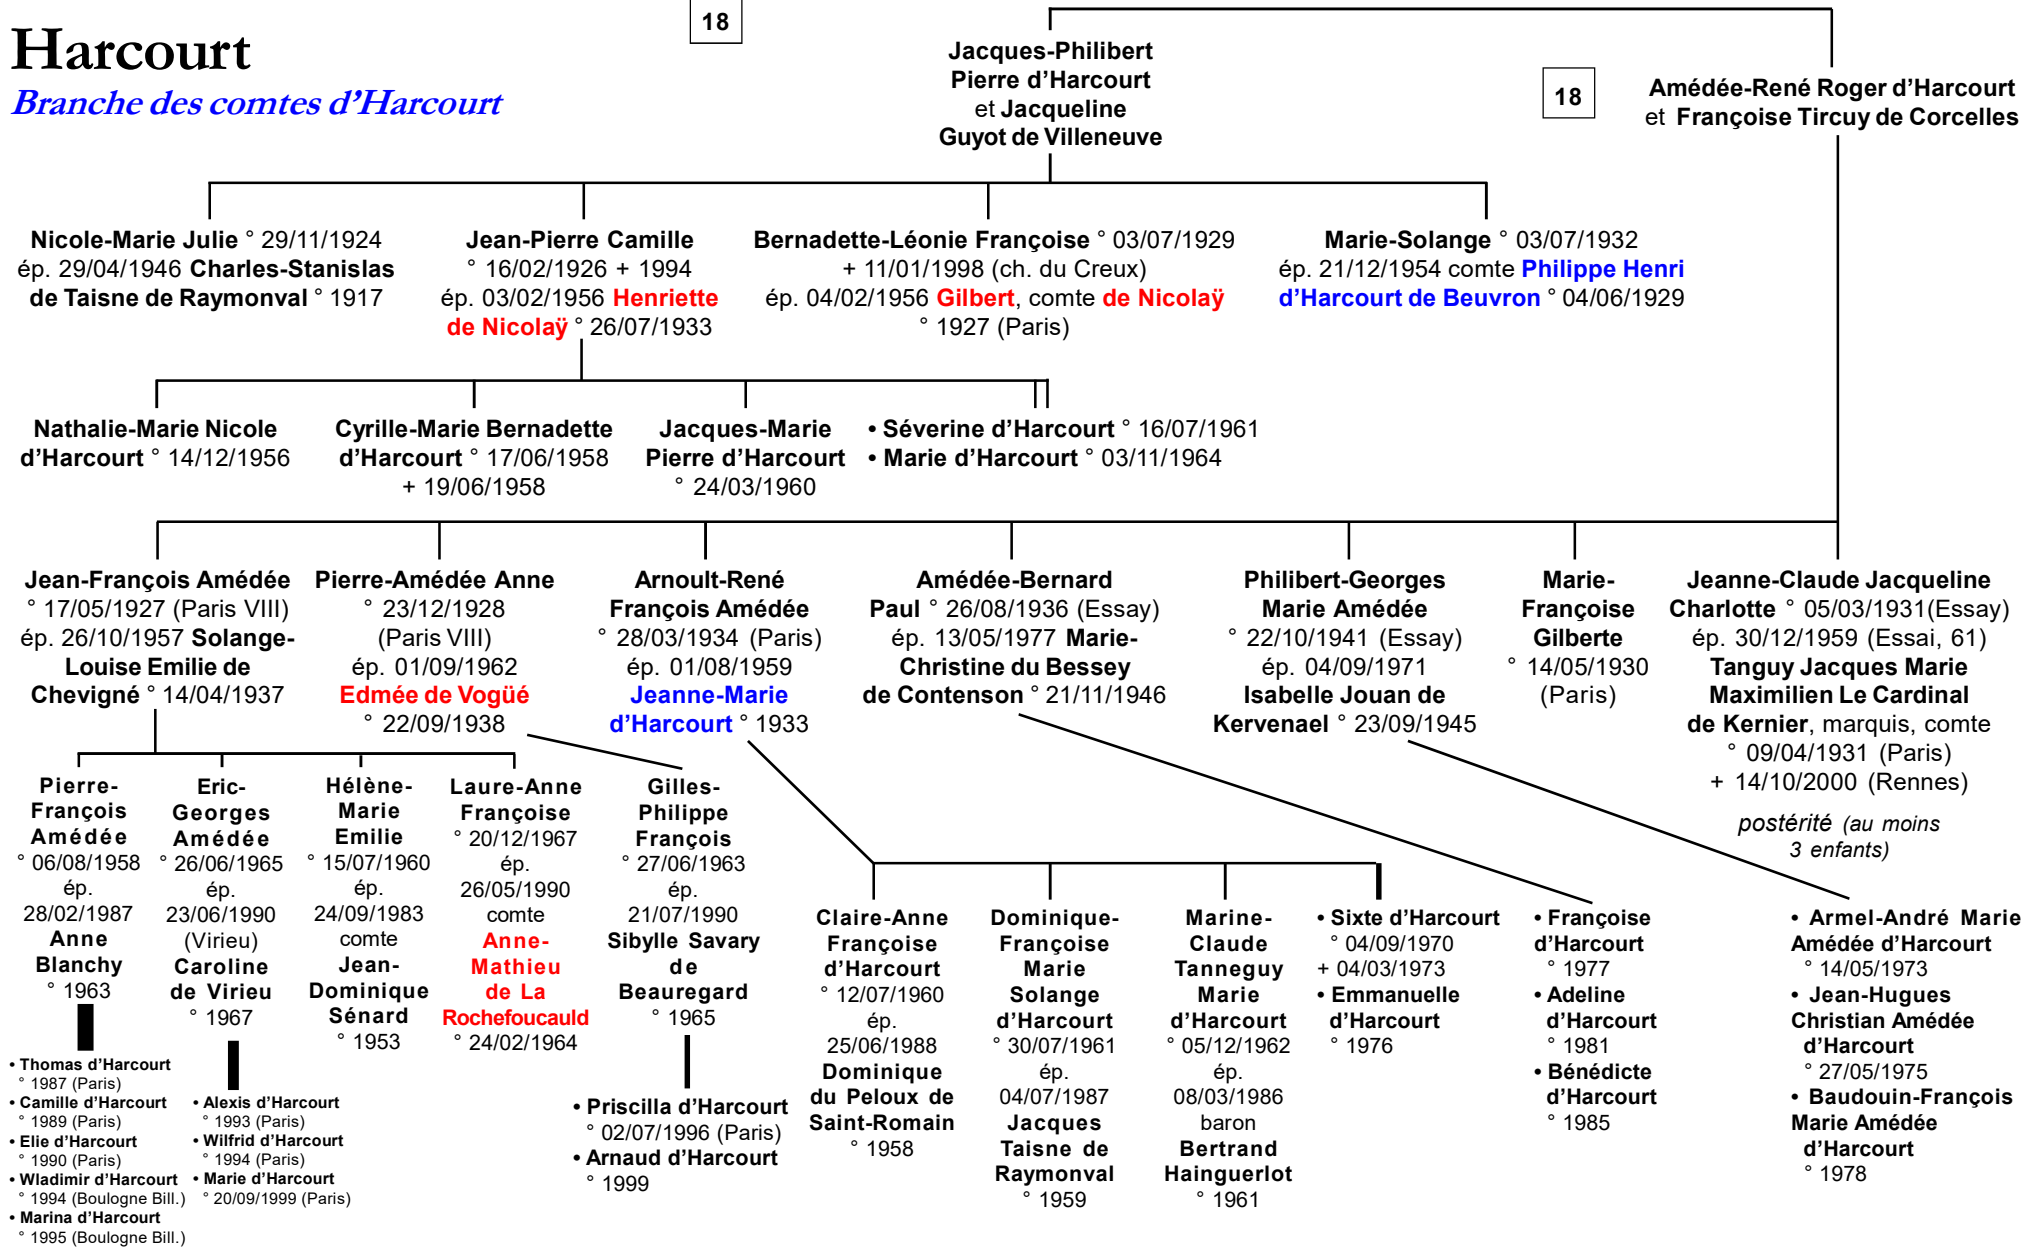 Harcourt
Branche des comtes d’Harcourt
18
Jacques-Philibert
Pierre d’Harcourt
et Jacqueline
Guyot de Villeneuve
18
Amédée-René Roger d’Harcourt
et Françoise Tircuy de Corcelles
Nicole-Marie Julie ° 29/11/1924
ép. 29/04/1946 Charles-Stanislas
de Taisne de Raymonval ° 1917
Jean-Pierre Camille
° 16/02/1926 + 1994
ép. 03/02/1956 Henriette
de Nicolaÿ ° 26/07/1933
Bernadette-Léonie Françoise ° 03/07/1929
+ 11/01/1998 (ch. du Creux)
ép. 04/02/1956 Gilbert, comte de Nicolaÿ
° 1927 (Paris)
Marie-Solange ° 03/07/1932
ép. 21/12/1954 comte Philippe Henri
d’Harcourt de Beuvron ° 04/06/1929
Nathalie-Marie Nicole
d’Harcourt ° 14/12/1956
Cyrille-Marie Bernadette
d’Harcourt ° 17/06/1958
+ 19/06/1958
Jacques-Marie
Pierre d’Harcourt
° 24/03/1960
• Séverine d’Harcourt ° 16/07/1961
• Marie d’Harcourt ° 03/11/1964
Jean-François Amédée
° 17/05/1927 (Paris VIII)
ép. 26/10/1957 Solange-
Louise Emilie de
Chevigné ° 14/04/1937
Pierre-Amédée Anne
° 23/12/1928
(Paris VIII)
ép. 01/09/1962
Edmée de Vogüé
° 22/09/1938
Arnoult-René
François Amédée
° 28/03/1934 (Paris)
ép. 01/08/1959
Jeanne-Marie
d’Harcourt ° 1933
Amédée-Bernard
Paul ° 26/08/1936 (Essay)
ép. 13/05/1977 Marie-
Christine du Bessey
de Contenson ° 21/11/1946
Philibert-Georges
Marie Amédée
° 22/10/1941 (Essay)
ép. 04/09/1971
Isabelle Jouan de
Kervenael ° 23/09/1945
Marie-
Françoise
Gilberte
° 14/05/1930
(Paris)
Jeanne-Claude Jacqueline
Charlotte ° 05/03/1931(Essay)
ép. 30/12/1959 (Essai, 61)
Tanguy Jacques Marie
Maximilien Le Cardinal
de Kernier, marquis, comte
° 09/04/1931 (Paris)
+ 14/10/2000 (Rennes)
postérité (au moins
3 enfants)
Pierre-
François
Amédée
° 06/08/1958
ép.
28/02/1987
Anne
Blanchy
° 1963
Eric-
Georges
Amédée
° 26/06/1965
ép.
23/06/1990
(Virieu)
Caroline
de Virieu
° 1967
Hélène-
Marie
Emilie
° 15/07/1960
ép.
24/09/1983
comte
Jean-
Dominique
Sénard
° 1953
Laure-Anne
Françoise
° 20/12/1967
ép.
26/05/1990
comte
Anne-
Mathieu
de La
Rochefoucauld
° 24/02/1964
Gilles-
Philippe
François
° 27/06/1963
ép.
21/07/1990
Sibylle Savary
de
Beauregard
° 1965
Claire-Anne
Françoise
d’Harcourt
° 12/07/1960
ép.
25/06/1988
Dominique
du Peloux de
Saint-Romain
° 1958
Dominique-
Françoise
Marie
Solange
d’Harcourt
° 30/07/1961
ép.
04/07/1987
Jacques
Taisne de
Raymonval
° 1959
Marine-
Claude
Tanneguy
Marie
d’Harcourt
° 05/12/1962
ép.
08/03/1986
baron
Bertrand
Hainguerlot
° 1961
• Sixte d’Harcourt
° 04/09/1970
+ 04/03/1973
• Emmanuelle
d’Harcourt
° 1976
• Françoise
d’Harcourt
° 1977
• Adeline
d’Harcourt
° 1981
• Bénédicte
d’Harcourt
° 1985
• Armel-André Marie
Amédée d’Harcourt
° 14/05/1973
• Jean-Hugues
Christian Amédée
d’Harcourt
° 27/05/1975
• Baudouin-François
Marie Amédée
d’Harcourt
° 1978
• Thomas d’Harcourt
° 1987 (Paris)
• Camille d’Harcourt
° 1989 (Paris)
• Elie d’Harcourt
° 1990 (Paris)
• Wladimir d’Harcourt
° 1994 (Boulogne Bill.)
• Marina d’Harcourt
° 1995 (Boulogne Bill.)
• Alexis d’Harcourt
° 1993 (Paris)
• Wilfrid d’Harcourt
° 1994 (Paris)
• Marie d’Harcourt
° 20/09/1999 (Paris)
• Priscilla d’Harcourt
° 02/07/1996 (Paris)
• Arnaud d’Harcourt
° 1999